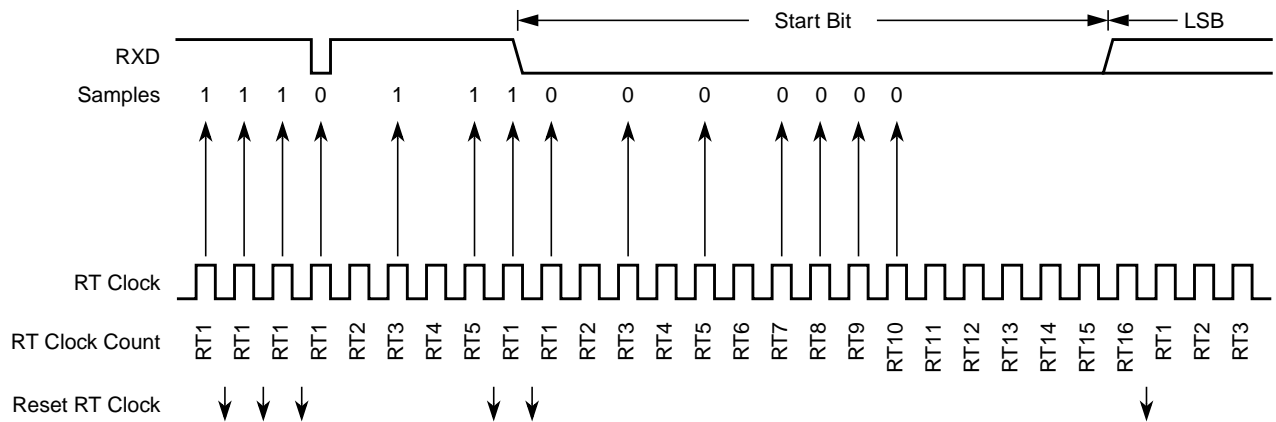 Start Bit LSB
RXD
Samples 1 1 1 0 1 1 1 0 0 0 0 0 0 0
RT Clock
RT Clock Count RT1 RT1 RT1 RT1 RT2 RT3 RT4 RT5 RT1 RT1 RT2 RT3 RT4 RT5 RT6 RT7 RT8 RT9 RT10 RT11 RT12 RT13 RT14 RT15 RT16 RT1 RT2 RT3
Reset RT Clock